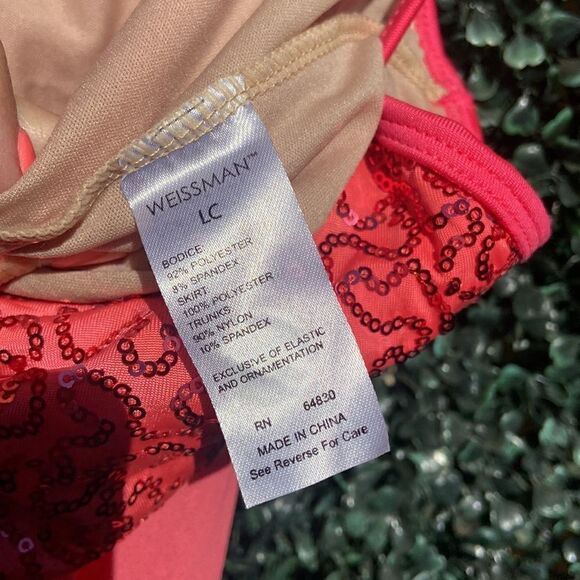 WEISSMAN™
LC
BODICE:
92% POLYESTER
8% SPANDEX
SKIRT:
100% POLYESTER
TRUNKS:
90% NYLON
10% SPANDEX
EXCLUSIVE OF ELASTIC
AND ORNAMENTATION
RN 64830
MADE IN CHINA
See Reverse For Care